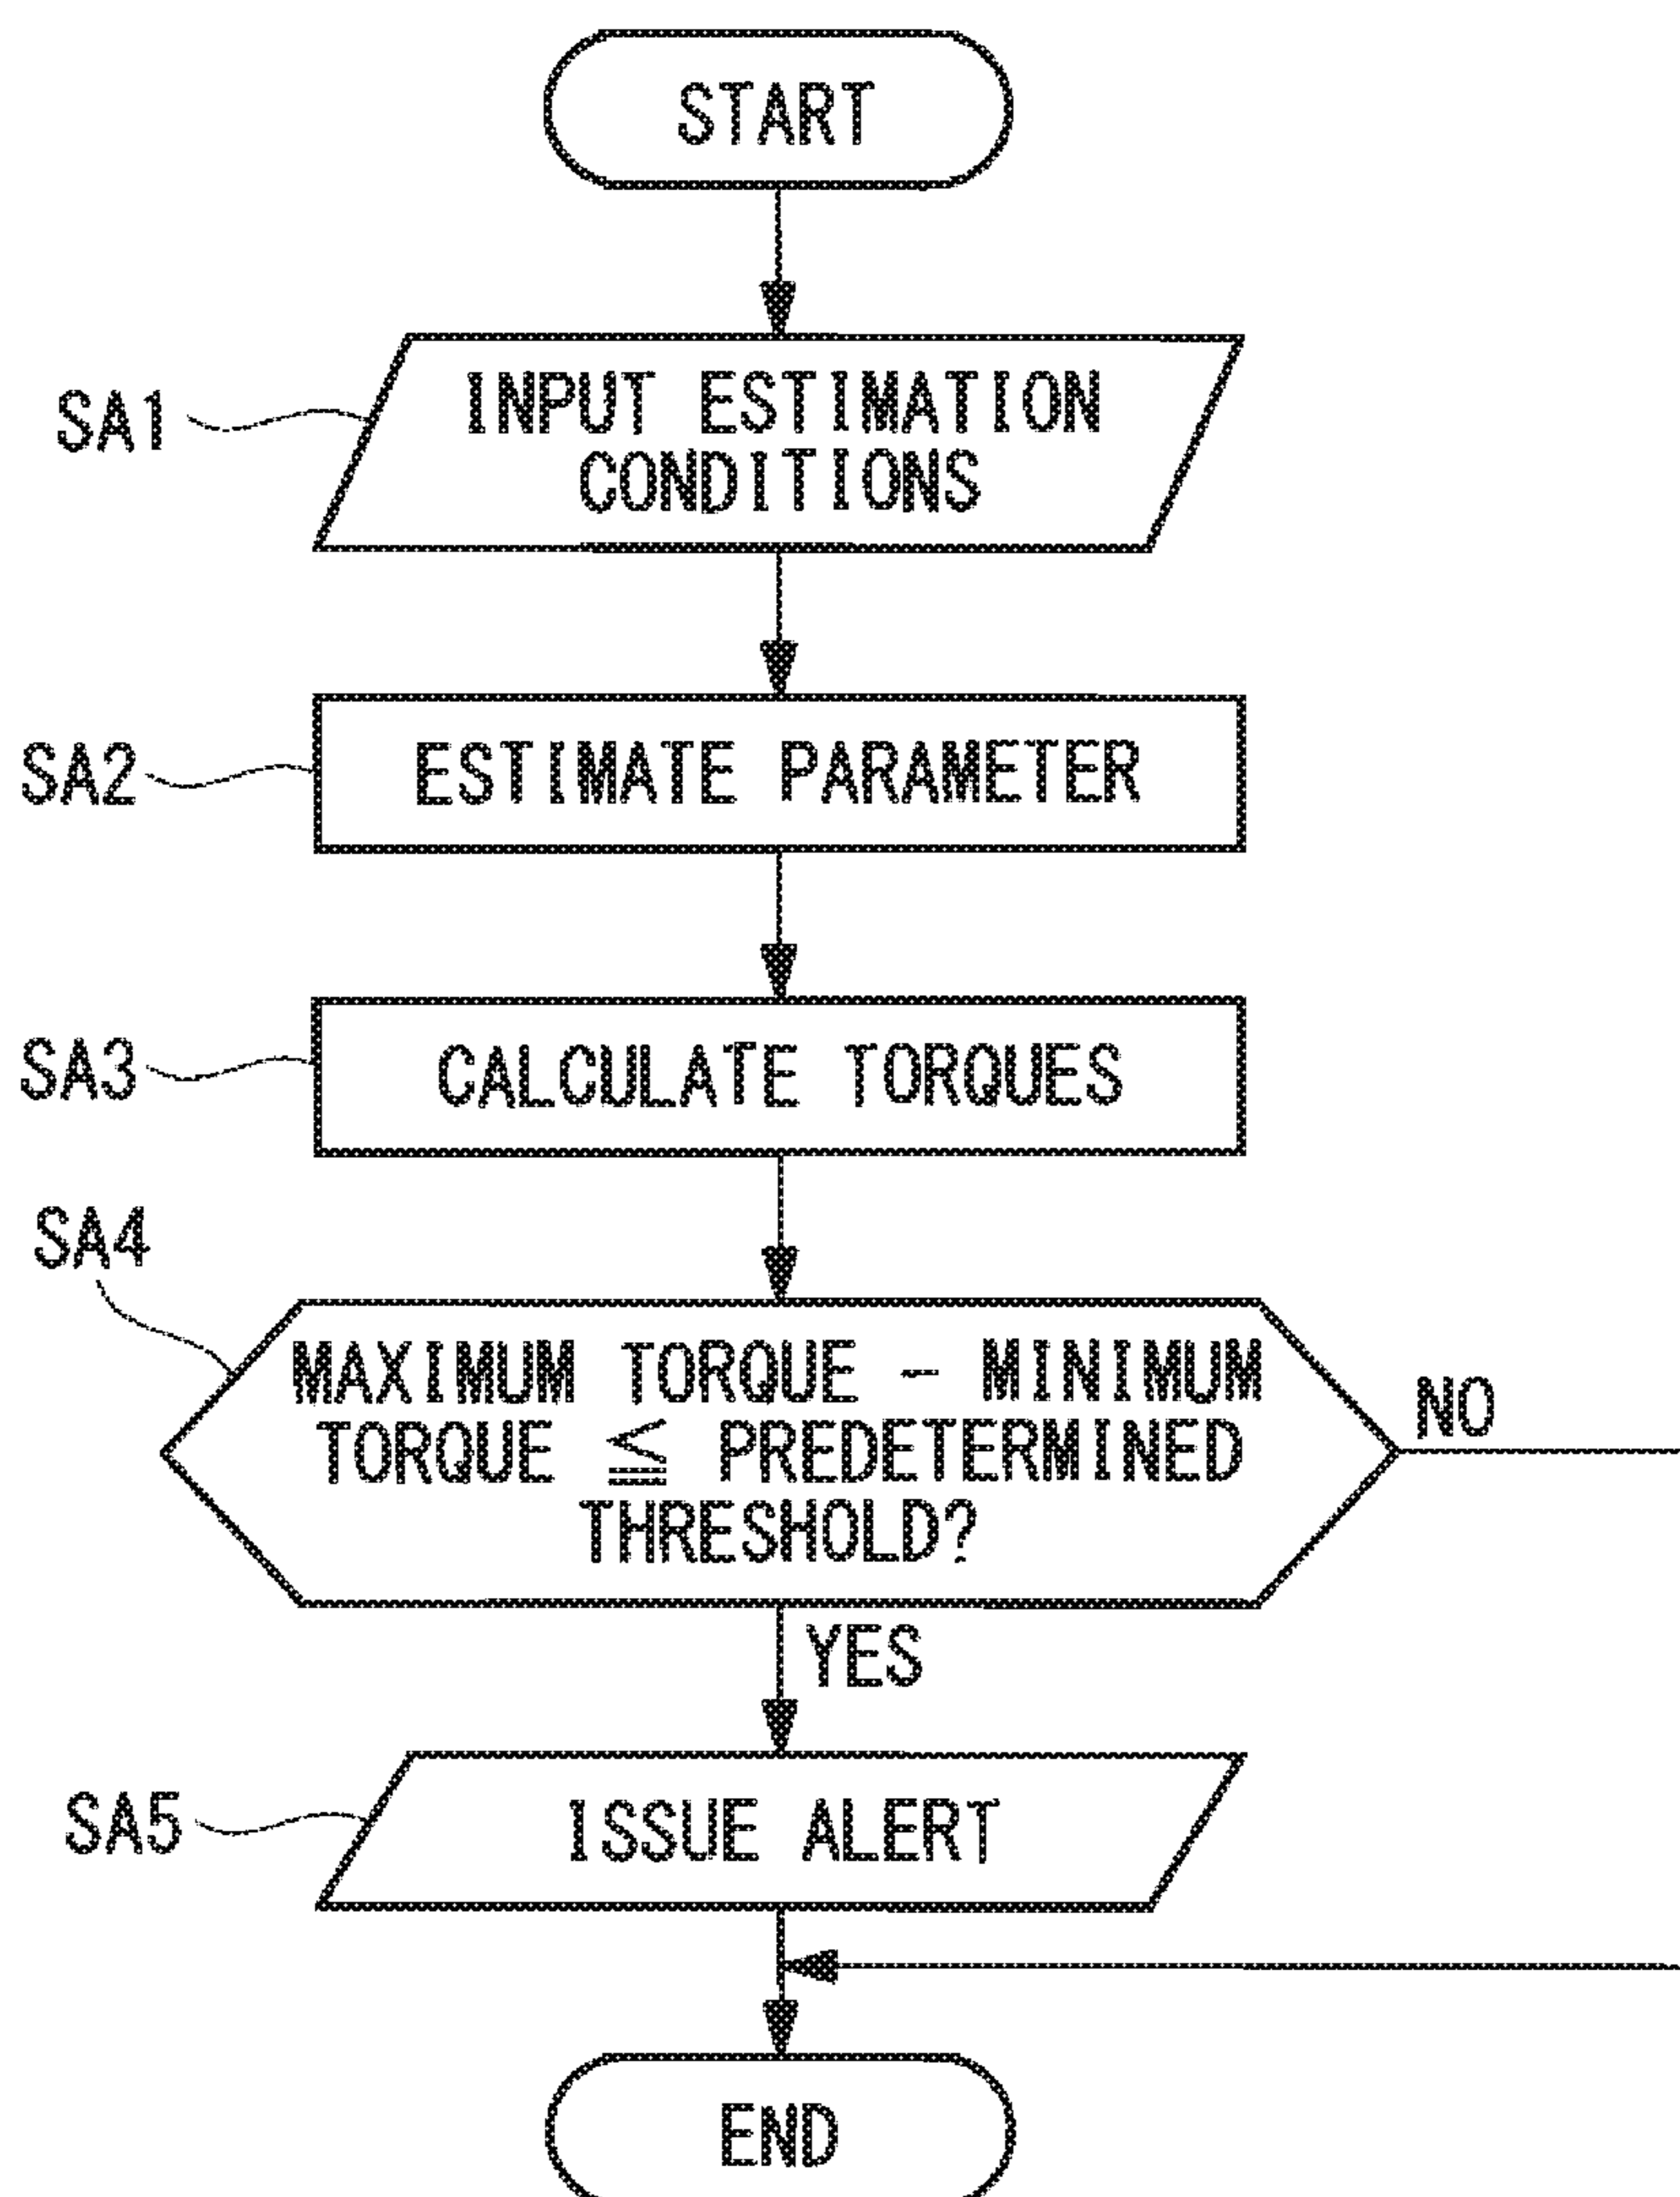 START
SA1
INPUT ESTIMATION
CONDITIONS
SA2
ESTIMATE PARAMETER
SA3
CALCULATE TORQUES
SA4
MAXIMUM TORQUE - MINIMUM
TORQUE ≦ PREDETERMINED
THRESHOLD?
NO
YES
SA5
ISSUE ALERT
END